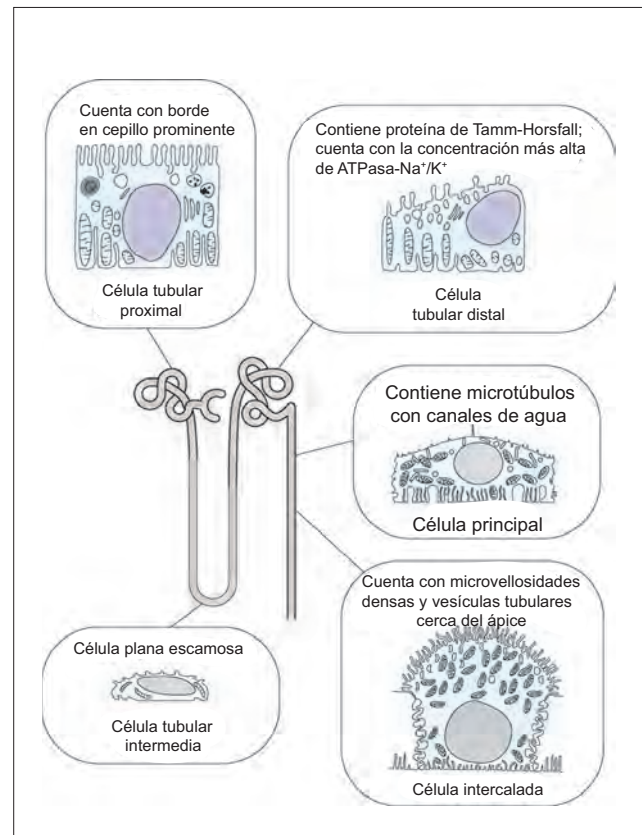 Cuenta con borde
en cepillo prominente
Célula tubular
proximal
Contiene proteína de Tamm-Horsfall;
cuenta con la concentración más alta
de ATPasa-Na⁺/K⁺
Célula
tubular distal
Contiene microtúbulos
con canales de agua
Célula principal
Cuenta con microvellosidades
densas y vesículas tubulares
cerca del ápice
Célula intercalada
Célula plana escamosa
Célula tubular
intermedia